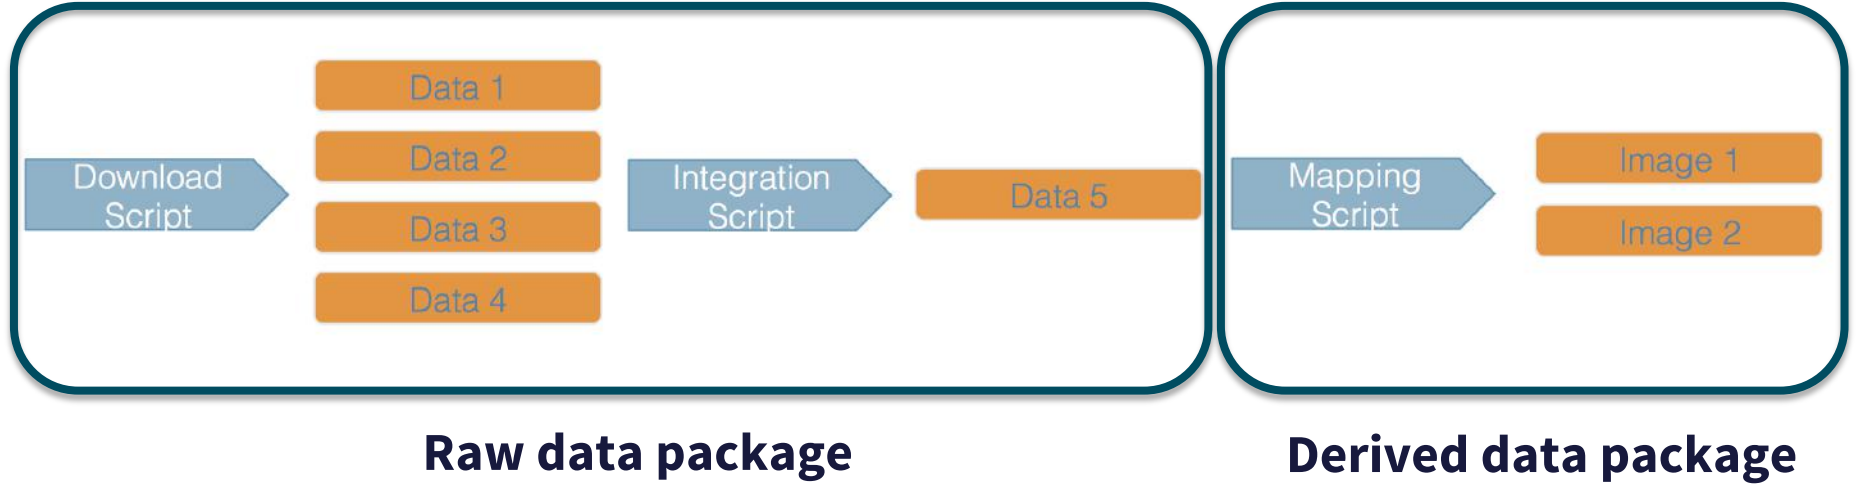 Download
Script
Data 1
Data 2
Data 3
Data 4
Integration
Script
Data 5
Mapping
Script
Image 1
Image 2
Raw data package
Derived data package